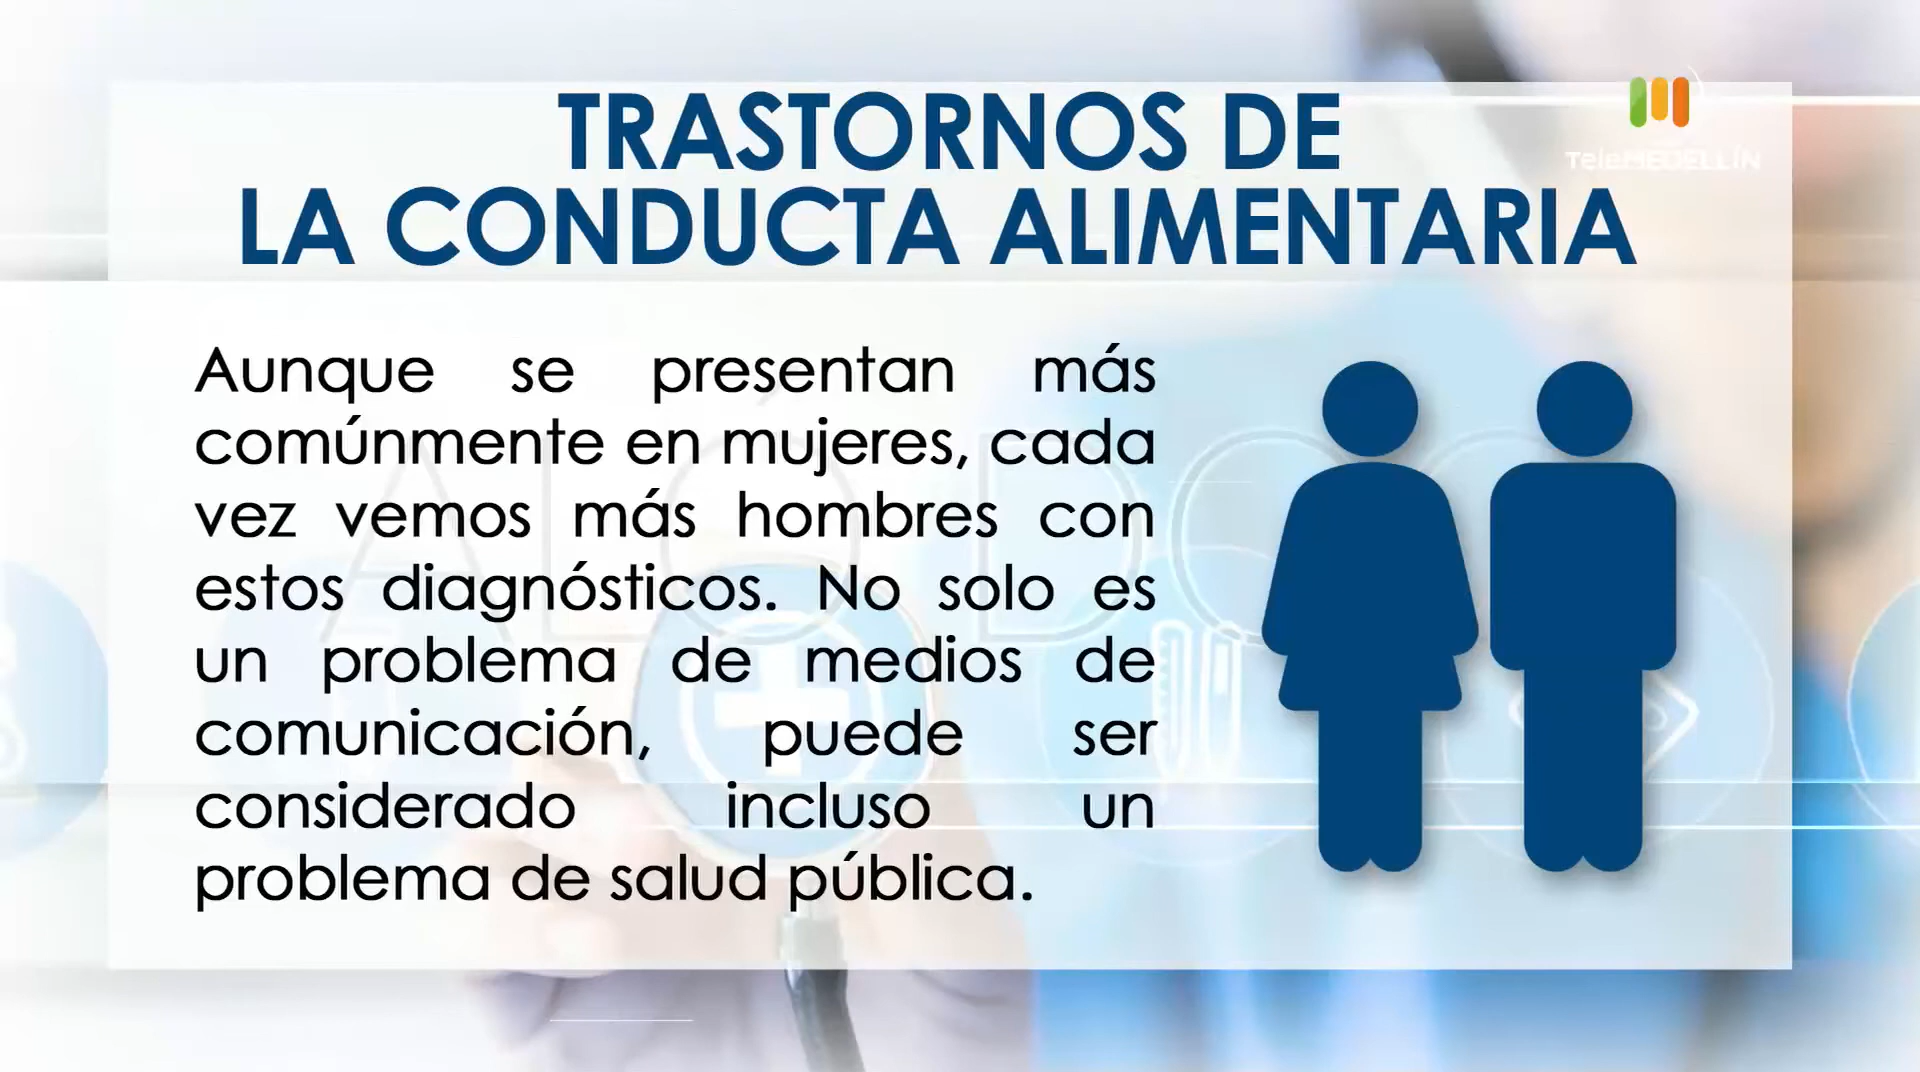 TRASTORNOS DE
LA CONDUCTA ALIMENTARIA
TeleMEDELLÍN
Aunque se presentan más
comúnmente en mujeres, cada
vez vemos más hombres con
estos diagnósticos. No solo es
un problema de medios de
comunicación, puede ser
considerado incluso un
problema de salud pública.